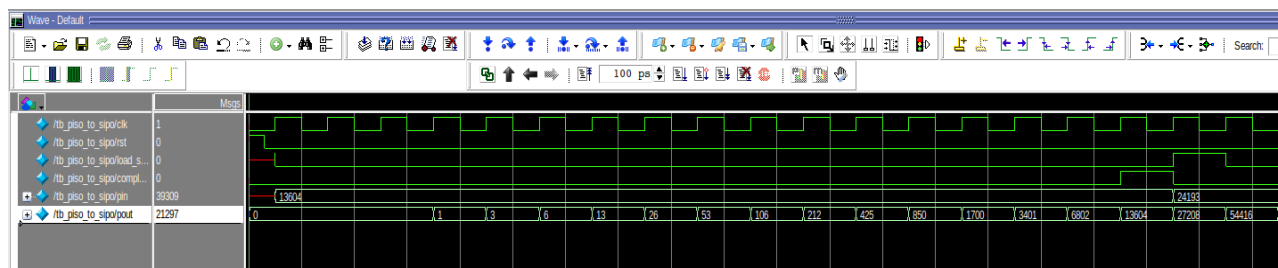 Wave - Default
100 ps
Search:
Msgs
/tb_piso_to_sipo/clk 1
/tb_piso_to_sipo/rst 0
/tb_piso_to_sipo/load_s... 0
/tb_piso_to_sipo/compl... 0
/tb_piso_to_sipo/pin 39309 13604 24193
/tb_piso_to_sipo/pout 21297 0 1 3 6 13 26 53 106 212 425 850 1700 3401 6802 13604 27208 54416